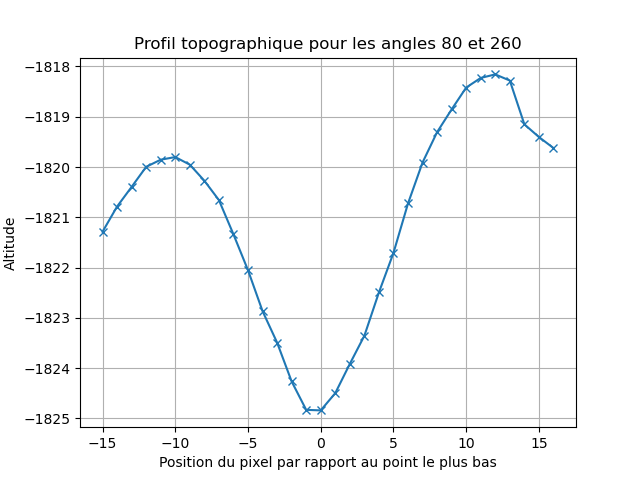 Profil topographique pour les angles 80 et 260
−1818
−1819
−1820
−1821
−1822
−1823
−1824
−1825
Altitude
−15 −10 −5 0 5 10 15
Position du pixel par rapport au point le plus bas